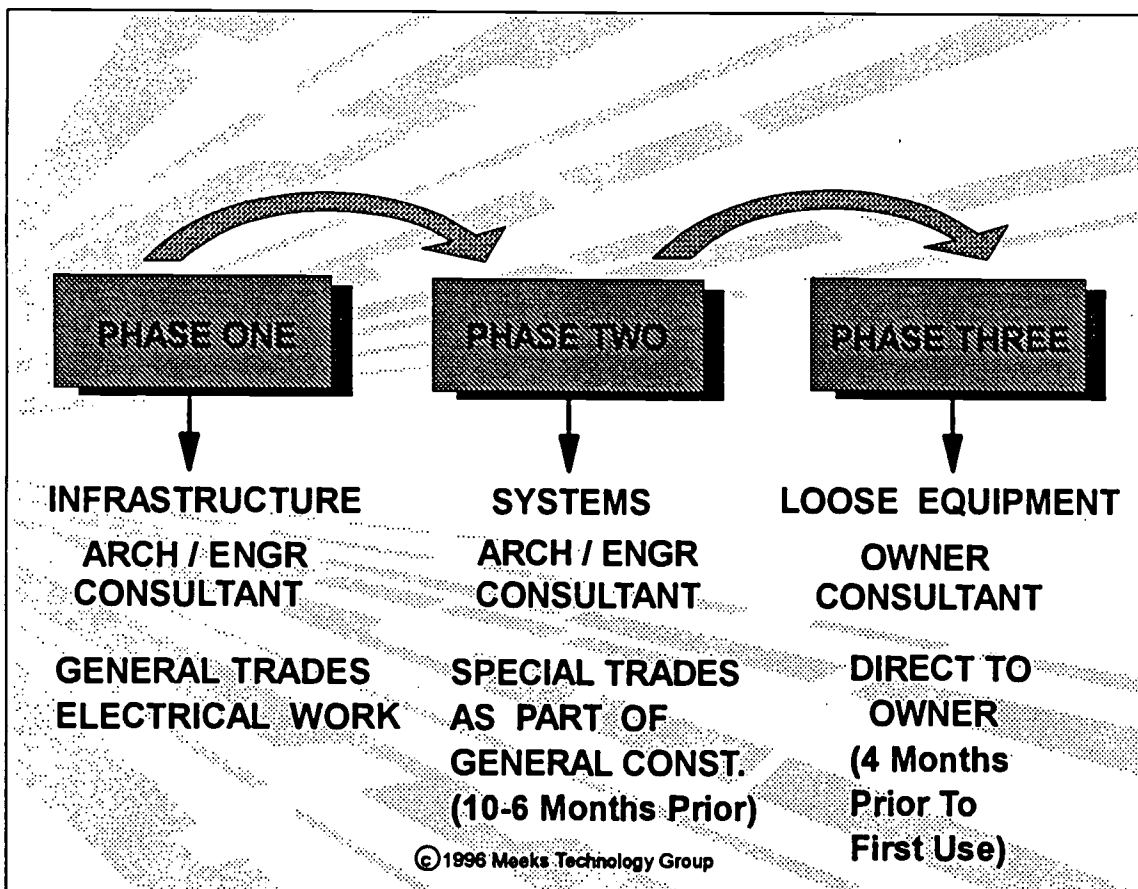 PHASE ONE
PHASE TWO
PHASE THREE
INFRASTRUCTURE
ARCH / ENGR
CONSULTANT
GENERAL TRADES
ELECTRICAL WORK
SYSTEMS
ARCH / ENGR
CONSULTANT
SPECIAL TRADES
AS PART OF
GENERAL CONST.
(10-6 Months Prior)
LOOSE EQUIPMENT
OWNER
CONSULTANT
DIRECT TO
OWNER
(4 Months
Prior To
First Use)
©1996 Meeks Technology Group